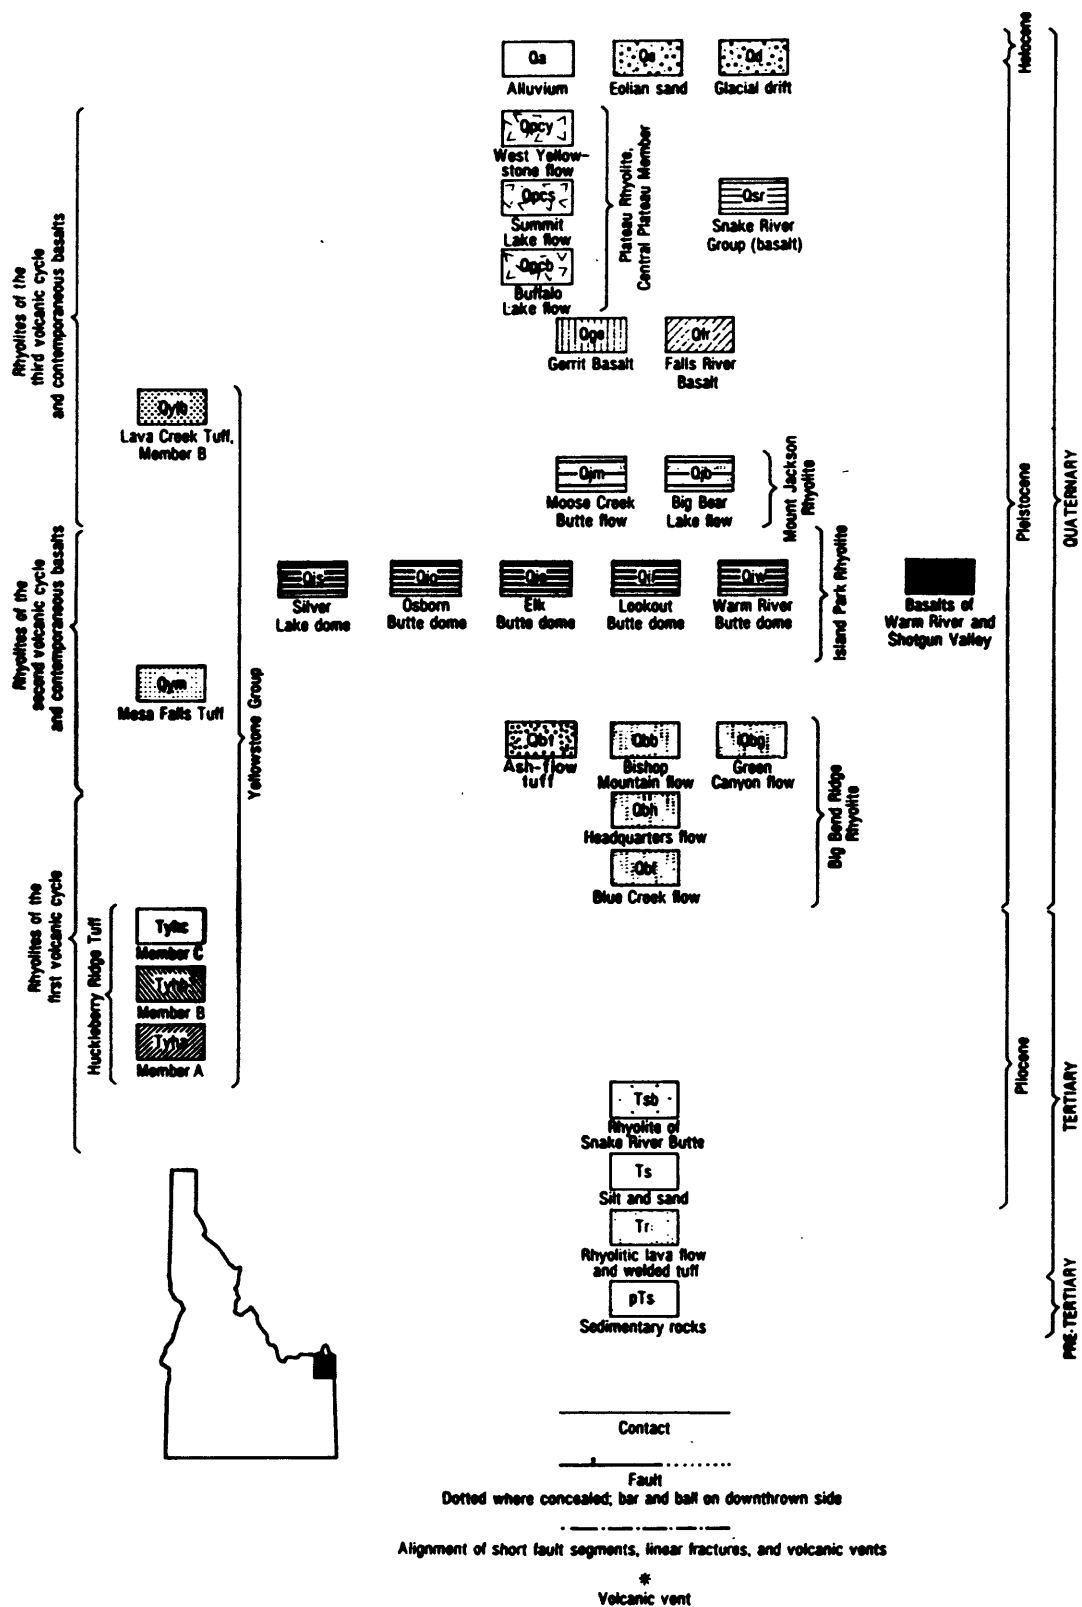 Qa
Alluvium
Qe
Eolian sand
Qd
Glacial drift
Holocene
Qpcy
West Yellow-
stone flow
Qpcs
Summit
Lake flow
Qpcb
Buffalo
Lake flow
Plateau Rhyolite,
Central Plateau Member
Qsr
Snake River
Group (basalt)
Qge
Gerrit Basalt
Qfr
Falls River
Basalt
Rhyolites of the
third volcanic cycle
and contemporaneous basalts
Qylb
Lava Creek Tuff,
Member B
Qjm
Moose Creek
Butte flow
Qjb
Big Bear
Lake flow
Mount Jackson
Rhyolite
Pleistocene
QUATERNARY
Rhyolites of the
second volcanic cycle
and contemporaneous basalts
Silver
Lake dome
Osborn
Butte dome
Elk
Butte dome
Lookout
Butte dome
Qiw
Warm River
Butte dome
Island Park Rhyolite
Basalts of
Warm River and
Shotgun Valley
Qym
Mesa Falls Tuff
Yellowstone Group
Qbt
Ash-flow
tuff
Qbb
Bishop
Mountain flow
Qbg
Green
Canyon flow
Qbh
Headquarters flow
Blue Creek flow
Big Bend Ridge
Rhyolite
Rhyolites of the
first volcanic cycle
Huckleberry Ridge Tuff
Tyhc
Member C
Tyhb
Member B
Tyha
Member A
Pliocene
TERTIARY
Tsb
Rhyolite of
Snake River Butte
Ts
Silt and sand
Tr
Rhyolitic lava flow
and welded tuff
pTs
Sedimentary rocks
PRE-TERTIARY
Contact
Fault
Dotted where concealed; bar and ball on downthrown side
Alignment of short fault segments, linear fractures, and volcanic vents
Volcanic vent